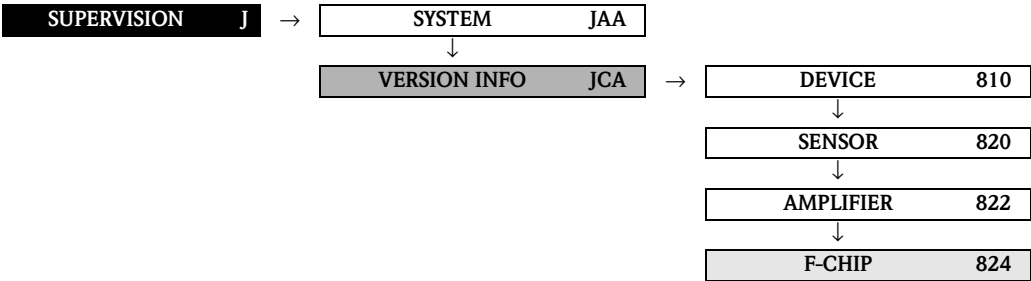 SUPERVISION J → SYSTEM JAA
↓
VERSION INFO JCA → DEVICE 810
↓
SENSOR 820
↓
AMPLIFIER 822
↓
F-CHIP 824